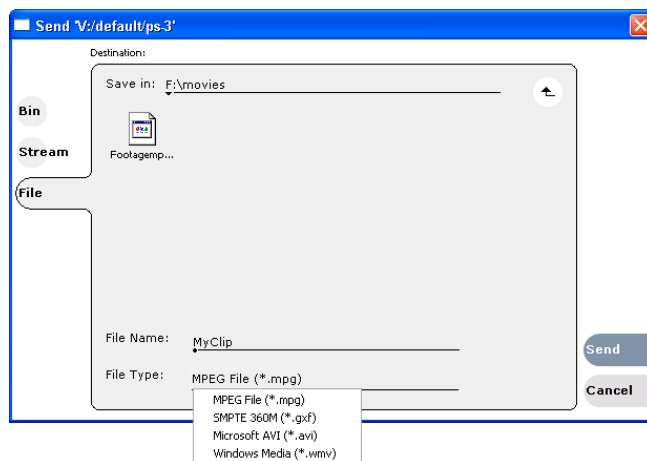 Send 'V:/default/ps-3'
Destination:
Save in: F:\movies
Bin
Stream
File
Footagemp...
File Name: MyClip
File Type: MPEG File (*.mpg)
MPEG File (*.mpg)
SMPTE 360M (*.gxf)
Microsoft AVI (*.avi)
Windows Media (*.wmv)
Send
Cancel